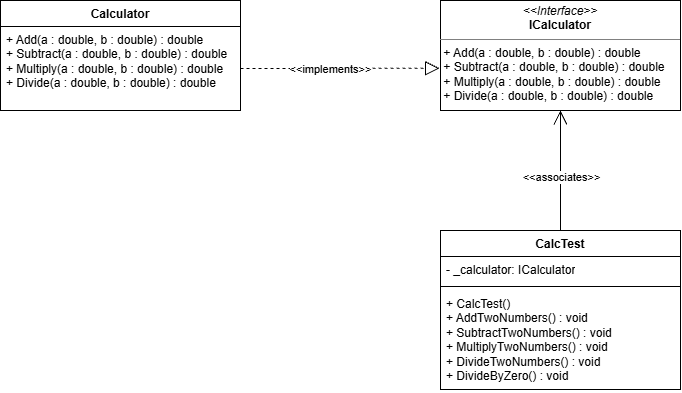 Calculator
+ Add(a : double, b : double) : double
+ Subtract(a : double, b : double) : double
+ Multiply(a : double, b : double) : double
+ Divide(a : double, b : double) : double
<<implements>>
<<Interface>>
ICalculator
+ Add(a : double, b : double) : double
+ Subtract(a : double, b : double) : double
+ Multiply(a : double, b : double) : double
+ Divide(a : double, b : double) : double
<<associates>>
CalcTest
- _calculator: ICalculator
+ CalcTest()
+ AddTwoNumbers() : void
+ SubtractTwoNumbers() : void
+ MultiplyTwoNumbers() : void
+ DivideTwoNumbers() : void
+ DivideByZero() : void